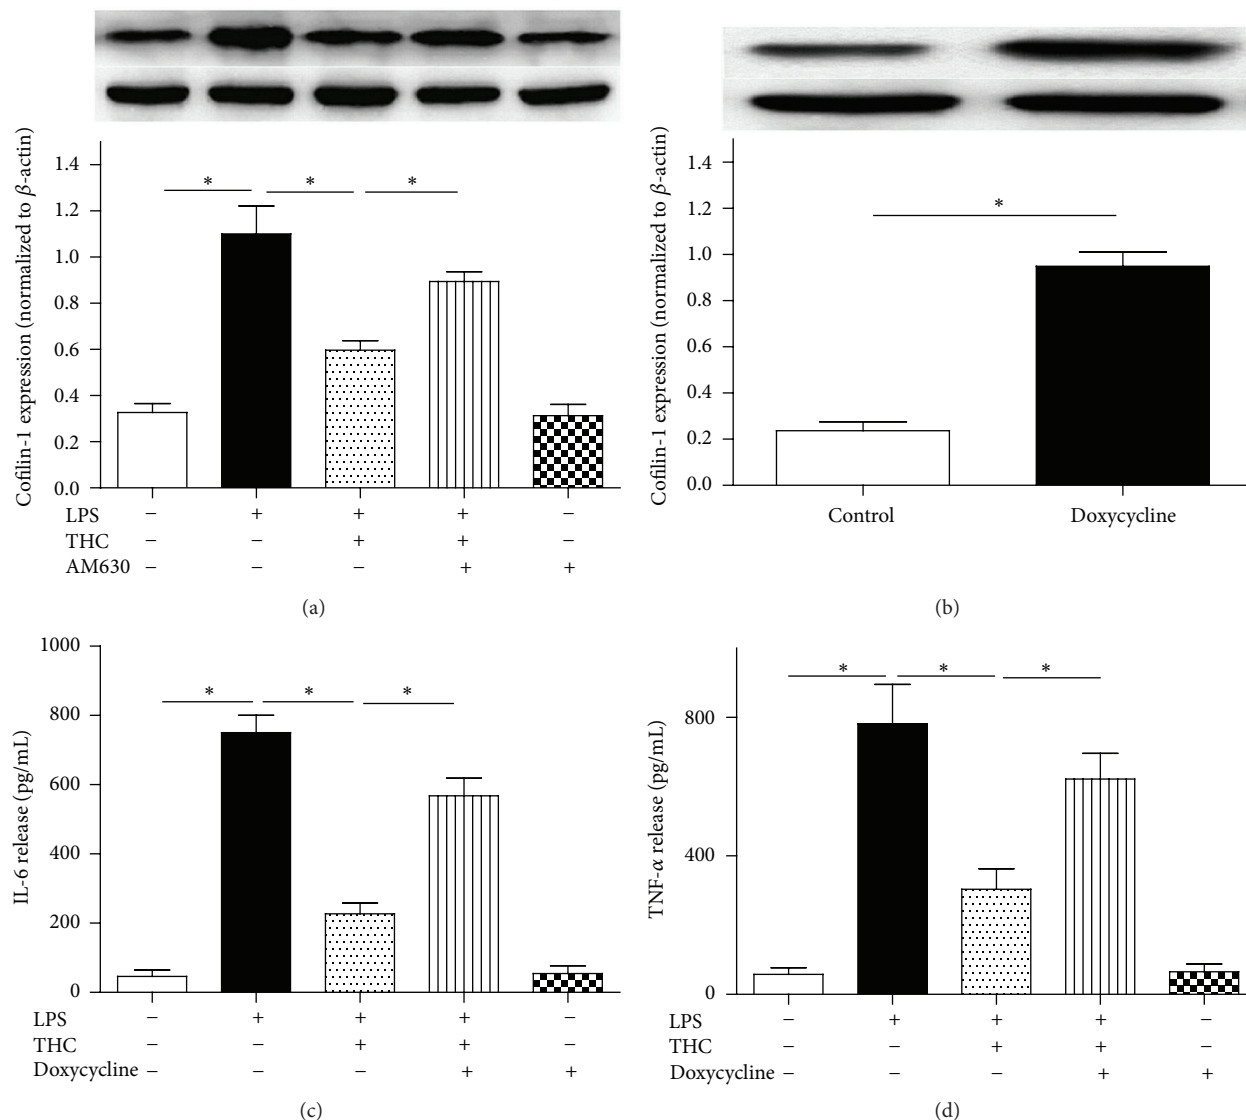 Cofilin-1 expression (normalized to β-actin)
1.4
1.2
1.0
0.8
0.6
0.4
0.2
0.0
* * *
LPS − + + + −
THC − − + + −
AM630 − − − + +
(a)
Cofilin-1 expression (normalized to β-actin)
1.4
1.2
1.0
0.8
0.6
0.4
0.2
0.0
*
Control Doxycycline
(b)
IL-6 release (pg/mL)
1000
800
600
400
200
0
* * *
LPS − + + + −
THC − − + + −
Doxycycline − − − + +
(c)
TNF-α release (pg/mL)
800
400
0
* * *
LPS − + + + −
THC − − + + −
Doxycycline − − − + +
(d)